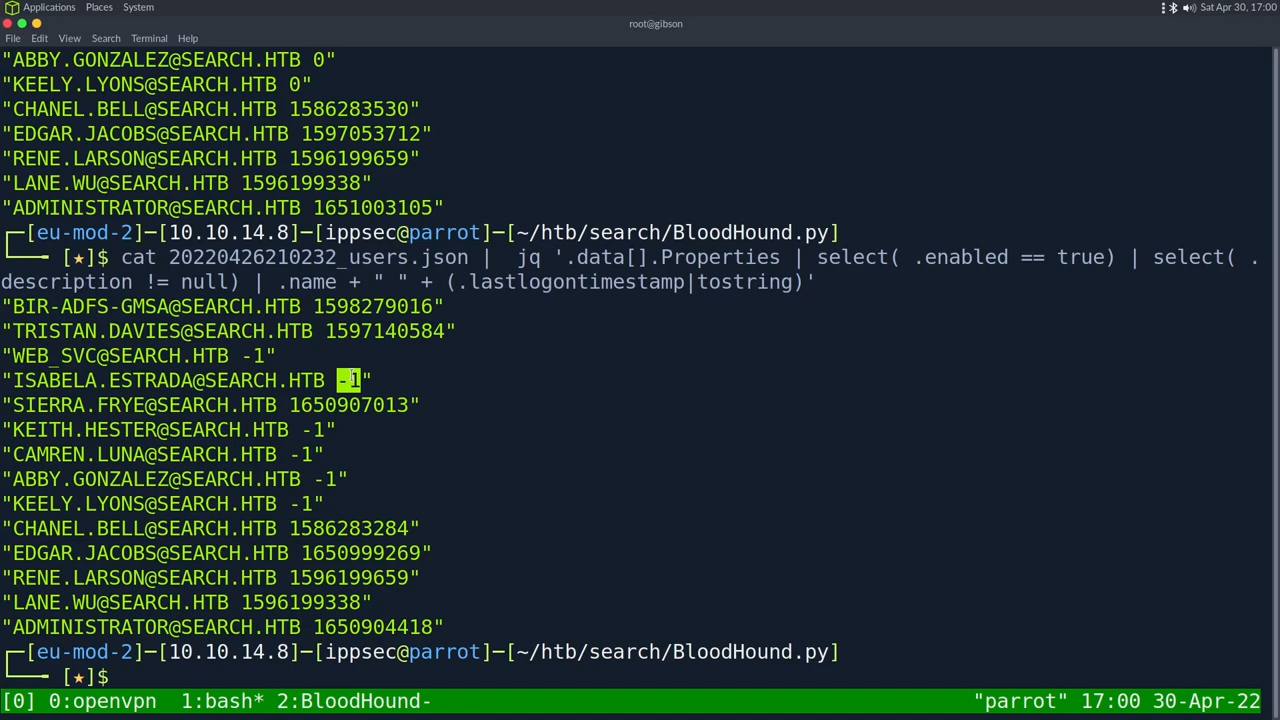 Applications Places System Sat Apr 30, 17:00
root@gibson
File Edit View Search Terminal Help
"ABBY.GONZALEZ@SEARCH.HTB 0"
"KEELY.LYONS@SEARCH.HTB 0"
"CHANEL.BELL@SEARCH.HTB 1586283530"
"EDGAR.JACOBS@SEARCH.HTB 1597053712"
"RENE.LARSON@SEARCH.HTB 1596199659"
"LANE.WU@SEARCH.HTB 1596199338"
"ADMINISTRATOR@SEARCH.HTB 1651003105"
┌─[eu-mod-2]─[10.10.14.8]─[ippsec@parrot]─[~/htb/search/BloodHound.py]
└── [★]$ cat 20220426210232_users.json |  jq '.data[].Properties | select( .enabled == true) | select( .
description != null) | .name + " " + (.lastlogontimestamp|tostring)'
"BIR-ADFS-GMSA@SEARCH.HTB 1598279016"
"TRISTAN.DAVIES@SEARCH.HTB 1597140584"
"WEB_SVC@SEARCH.HTB -1"
"ISABELA.ESTRADA@SEARCH.HTB -1"
"SIERRA.FRYE@SEARCH.HTB 1650907013"
"KEITH.HESTER@SEARCH.HTB -1"
"CAMREN.LUNA@SEARCH.HTB -1"
"ABBY.GONZALEZ@SEARCH.HTB -1"
"KEELY.LYONS@SEARCH.HTB -1"
"CHANEL.BELL@SEARCH.HTB 1586283284"
"EDGAR.JACOBS@SEARCH.HTB 1650999269"
"RENE.LARSON@SEARCH.HTB 1596199659"
"LANE.WU@SEARCH.HTB 1596199338"
"ADMINISTRATOR@SEARCH.HTB 1650904418"
┌─[eu-mod-2]─[10.10.14.8]─[ippsec@parrot]─[~/htb/search/BloodHound.py]
└── [★]$
[0] 0:openvpn  1:bash* 2:BloodHound- "parrot" 17:00 30-Apr-22